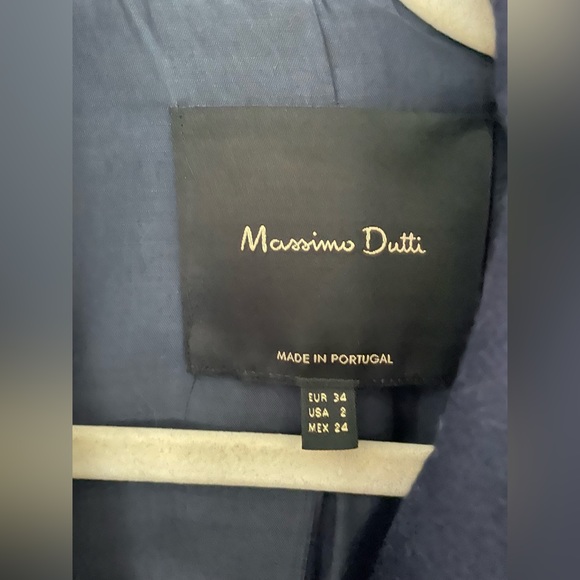 Massimo Dutti
MADE IN PORTUGAL
EUR 34
USA 2
MEX 24